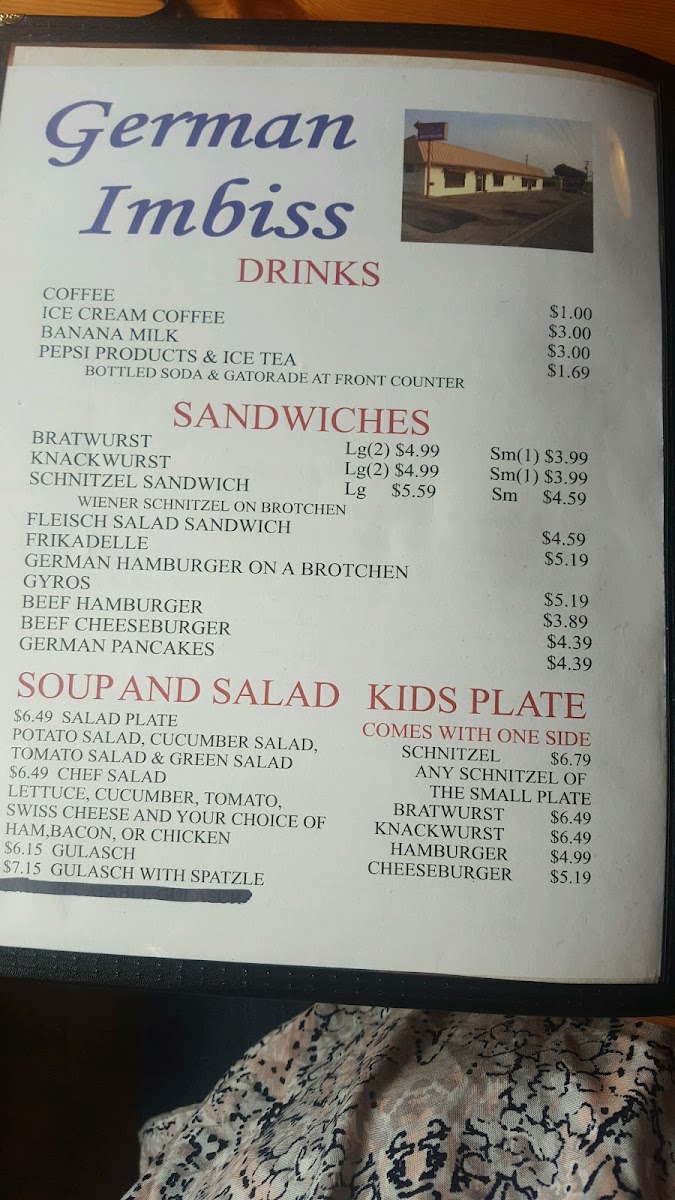 German
Imbiss
DRINKS
COFFEE $1.00
ICE CREAM COFFEE $3.00
BANANA MILK $3.00
PEPSI PRODUCTS & ICE TEA $1.69
BOTTLED SODA & GATORADE AT FRONT COUNTER
SANDWICHES
BRATWURST Lg(2) $4.99 Sm(1) $3.99
KNACKWURST Lg(2) $4.99 Sm(1) $3.99
SCHNITZEL SANDWICH Lg $5.59 Sm $4.59
WIENER SCHNITZEL ON BROTCHEN
FLEISCH SALAD SANDWICH $4.59
FRIKADELLE $5.19
GERMAN HAMBURGER ON A BROTCHEN
GYROS $5.19
BEEF HAMBURGER $3.89
BEEF CHEESEBURGER $4.39
GERMAN PANCAKES $4.39
SOUP AND SALAD
$6.49 SALAD PLATE
POTATO SALAD, CUCUMBER SALAD,
TOMATO SALAD & GREEN SALAD
$6.49 CHEF SALAD
LETTUCE, CUCUMBER, TOMATO,
SWISS CHEESE AND YOUR CHOICE OF
HAM,BACON, OR CHICKEN
$6.15 GULASCH
$7.15 GULASCH WITH SPATZLE
KIDS PLATE
COMES WITH ONE SIDE
SCHNITZEL $6.79
ANY SCHNITZEL OF
THE SMALL PLATE
BRATWURST $6.49
KNACKWURST $6.49
HAMBURGER $4.99
CHEESEBURGER $5.19